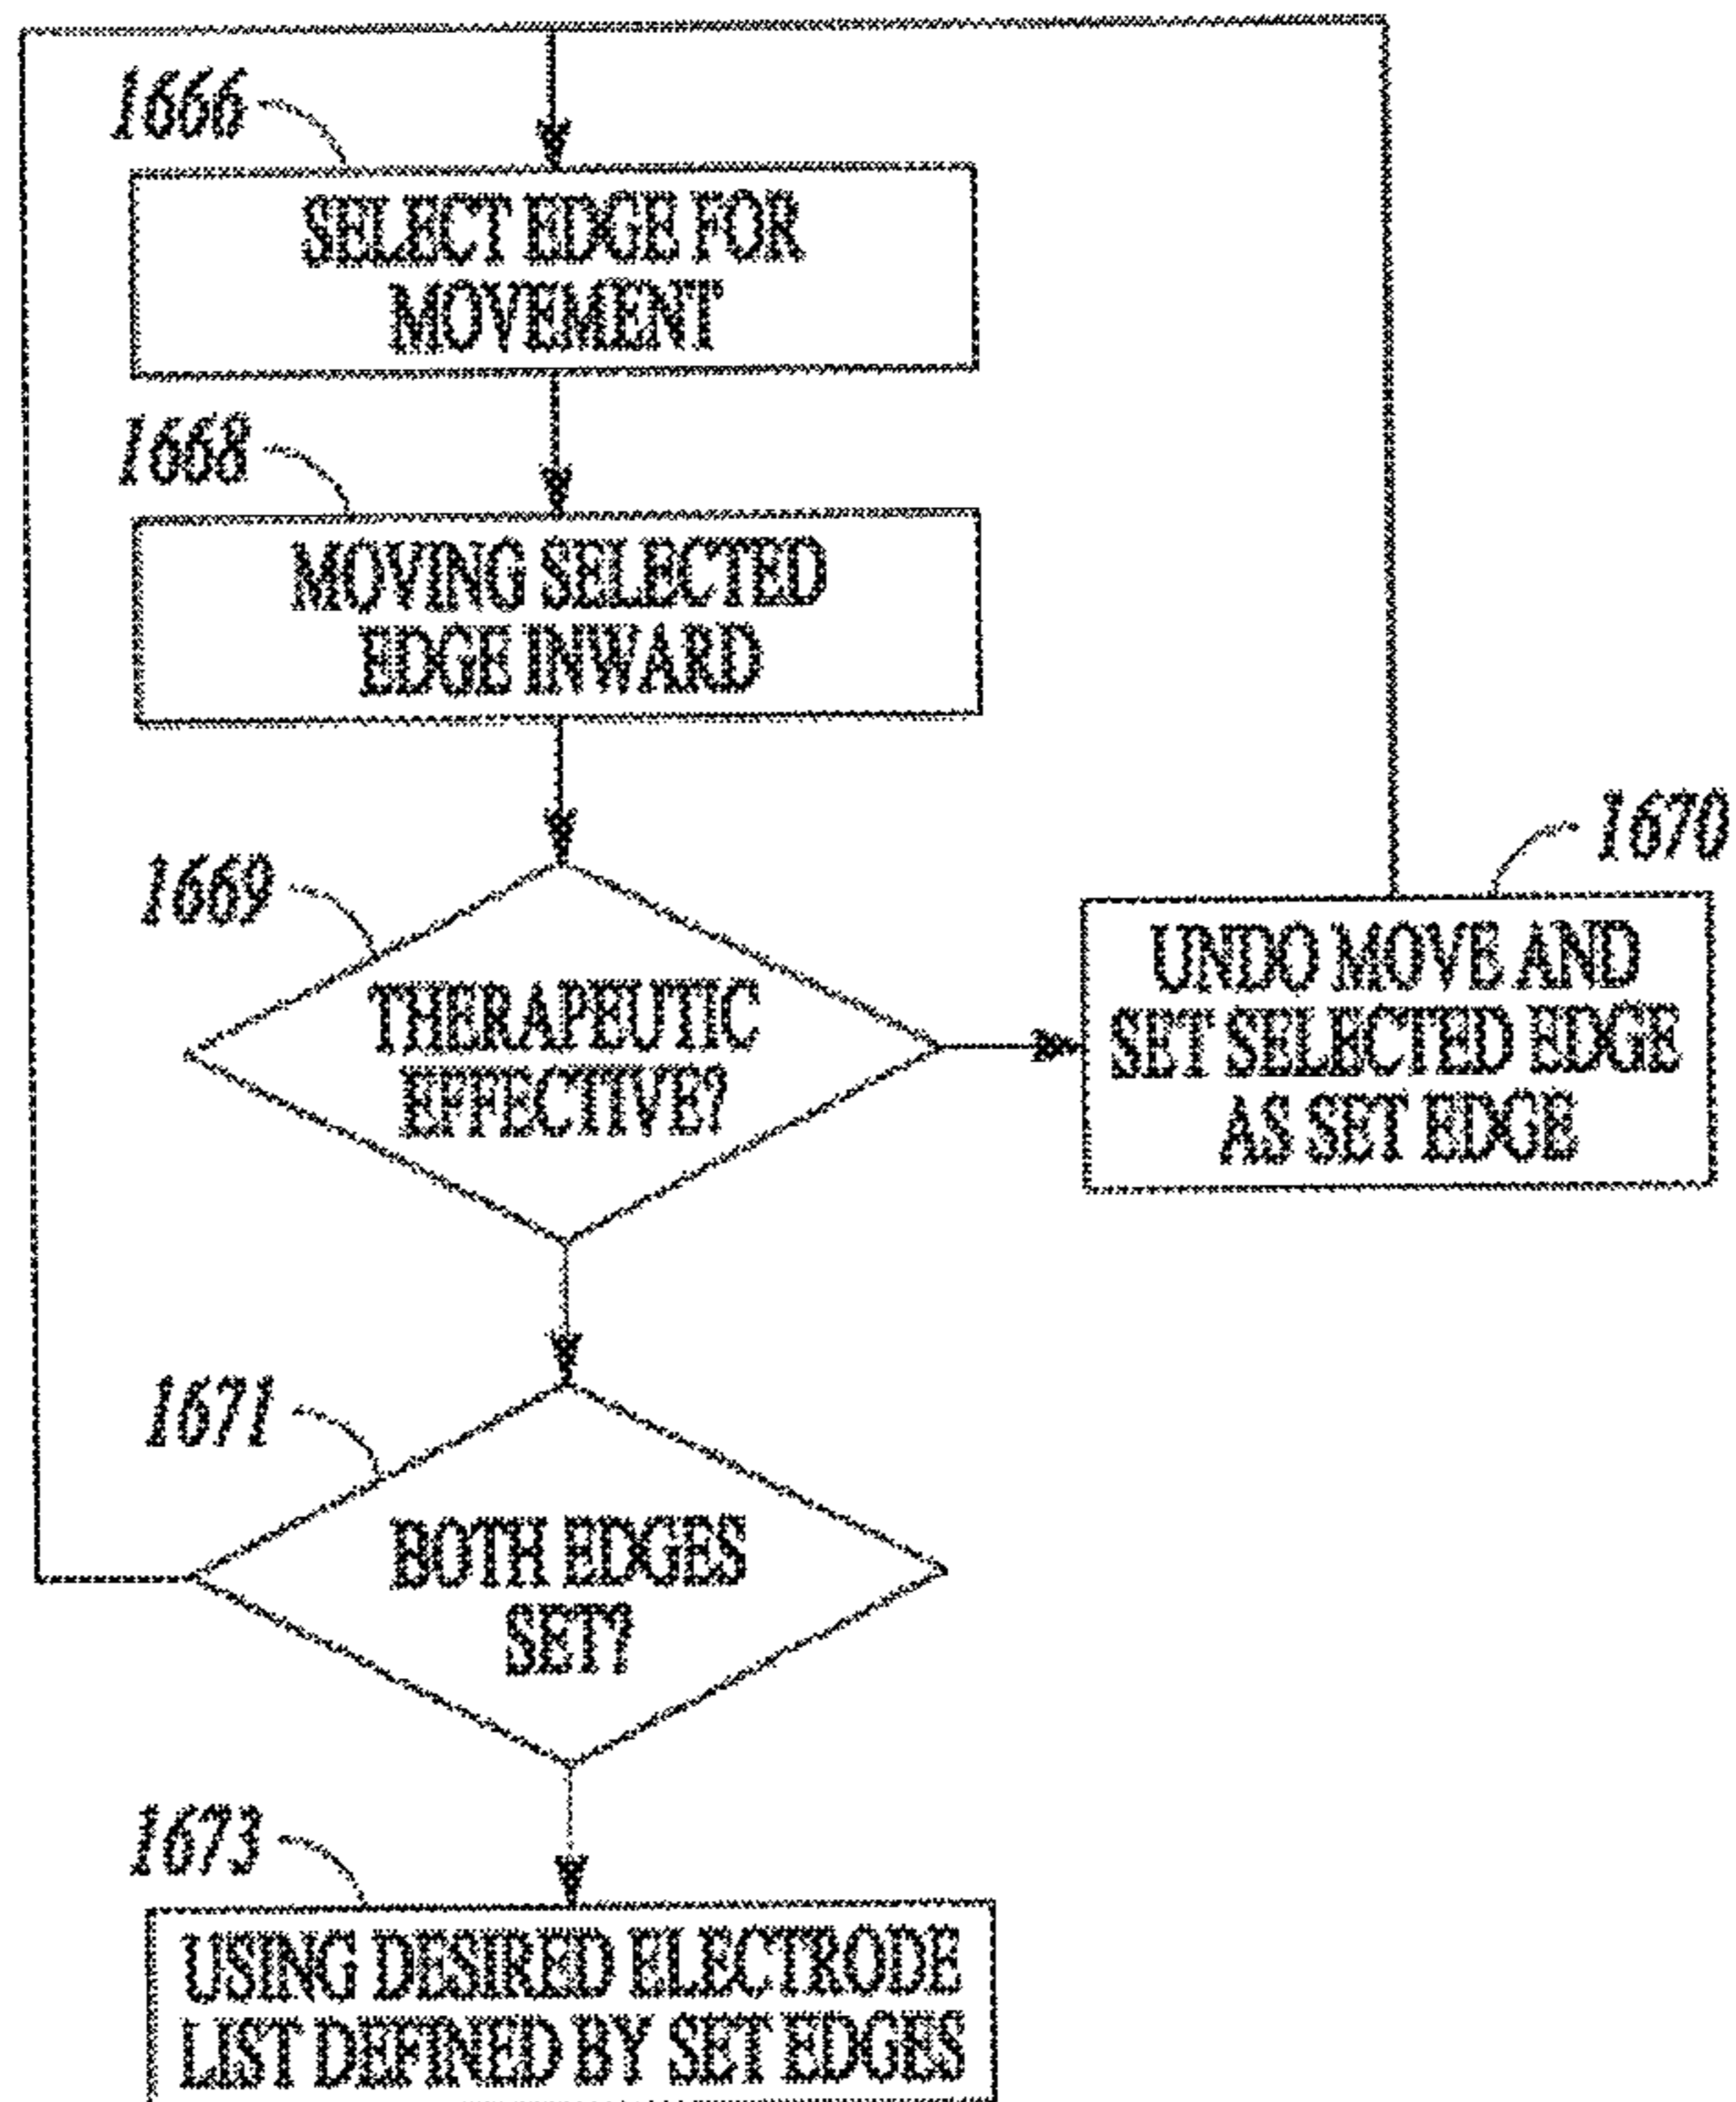 1666
SELECT EDGE FOR
MOVEMENT
1668
MOVING SELECTED
EDGE INWARD
1669
THERAPEUTIC
EFFECTIVE?
1670
UNDO MOVE AND
SET SELECTED EDGE
AS SET EDGE
1671
BOTH EDGES
SET?
1673
USING DESIRED ELECTRODE
LIST DEFINED BY SET EDGES